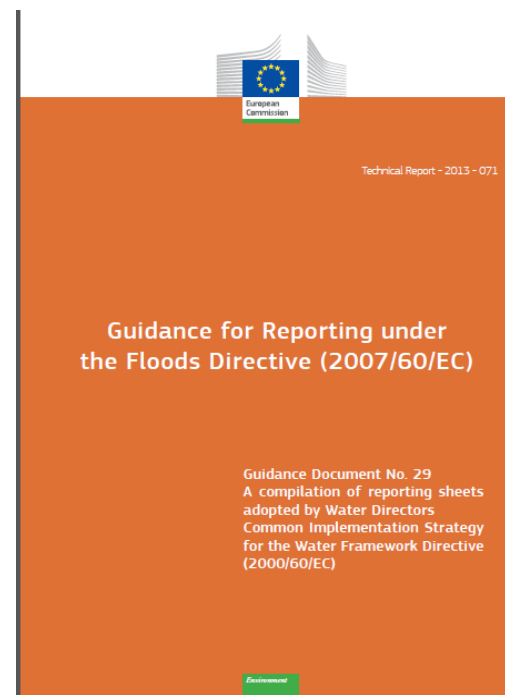 European
Commission
Technical Report - 2013 - 071
Guidance for Reporting under
the Floods Directive (2007/60/EC)
Guidance Document No. 29
A compilation of reporting sheets
adopted by Water Directors
Common Implementation Strategy
for the Water Framework Directive
(2000/60/EC)
Environment